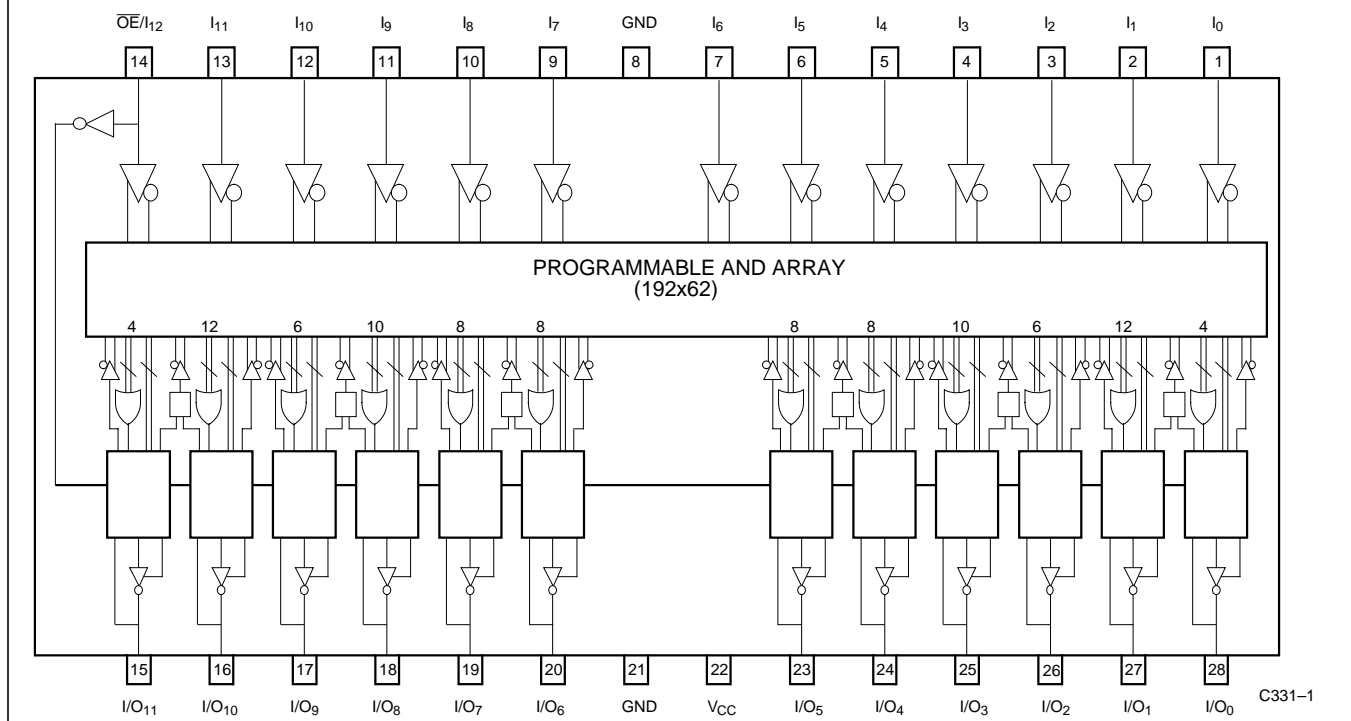 OE/I12 I11 I10 I9 I8 I7 GND I6 I5 I4 I3 I2 I1 I0
14 13 12 11 10 9 8 7 6 5 4 3 2 1
PROGRAMMABLE AND ARRAY
(192x62)
4 12 6 10 8 8 8 8 10 6 12 4
15 16 17 18 19 20 21 22 23 24 25 26 27 28
I/O11 I/O10 I/O9 I/O8 I/O7 I/O6 GND VCC I/O5 I/O4 I/O3 I/O2 I/O1 I/O0
C331–1